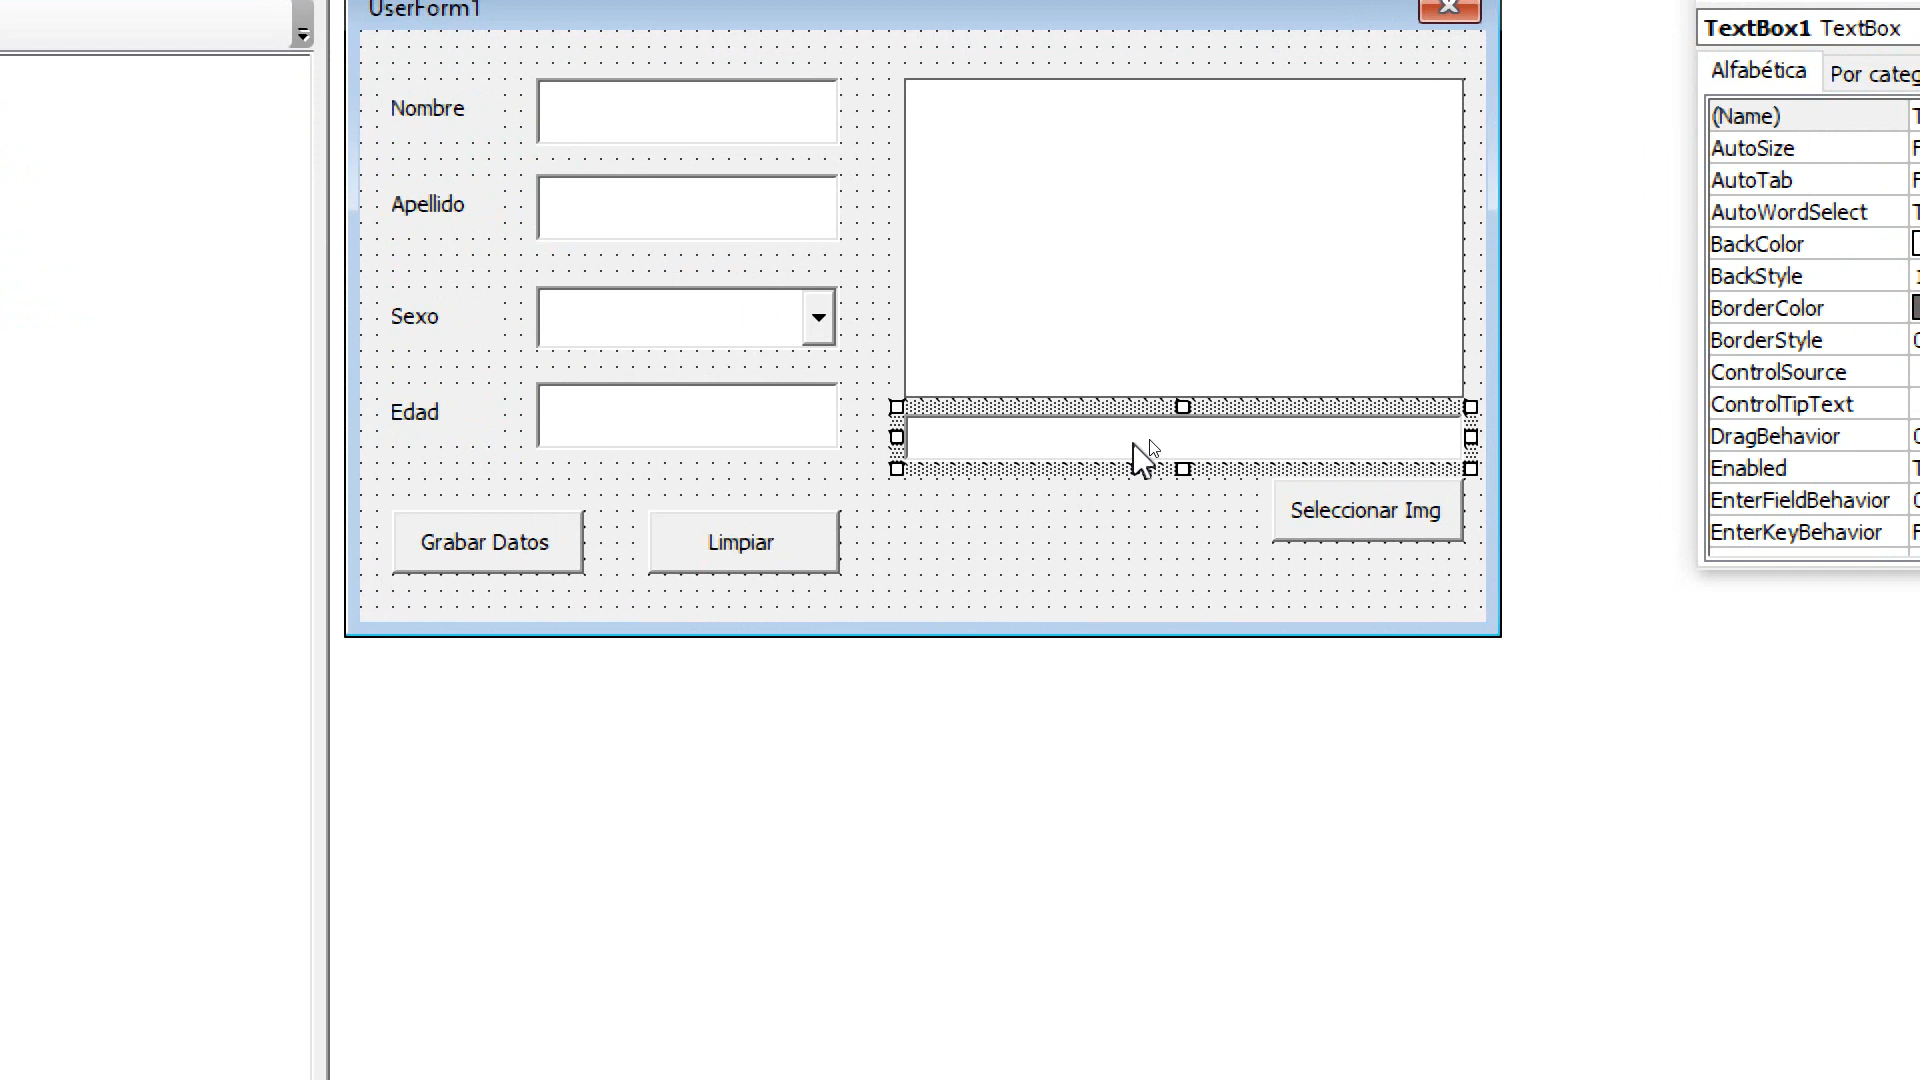 UserForm1
Nombre
Apellido
Sexo
Edad
Grabar Datos
Limpiar
Seleccionar Img
TextBox1 TextBox
Alfabética
Por categ
(Name)
AutoSize
AutoTab
AutoWordSelect
BackColor
BackStyle
BorderColor
BorderStyle
ControlSource
ControlTipText
DragBehavior
Enabled
EnterFieldBehavior
EnterKeyBehavior